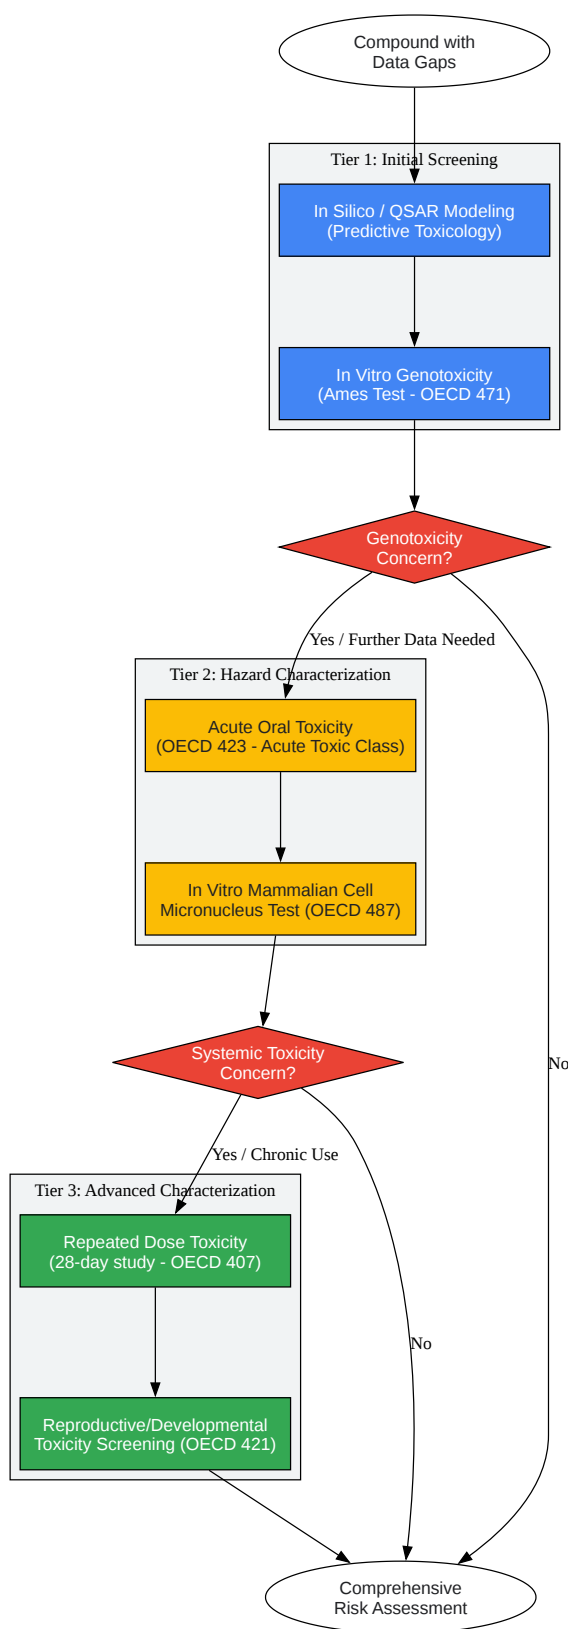 Compound with
Data Gaps
Tier 1: Initial Screening
In Silico / QSAR Modeling
(Predictive Toxicology)
In Vitro Genotoxicity
(Ames Test - OECD 471)
Genotoxicity
Concern?
Yes / Further Data Needed
Tier 2: Hazard Characterization
Acute Oral Toxicity
(OECD 423 - Acute Toxic Class)
In Vitro Mammalian Cell
Micronucleus Test (OECD 487)
Systemic Toxicity
Concern?
No
Yes / Chronic Use
Tier 3: Advanced Characterization
Repeated Dose Toxicity
(28-day study - OECD 407)
No
Reproductive/Developmental
Toxicity Screening (OECD 421)
Comprehensive
Risk Assessment